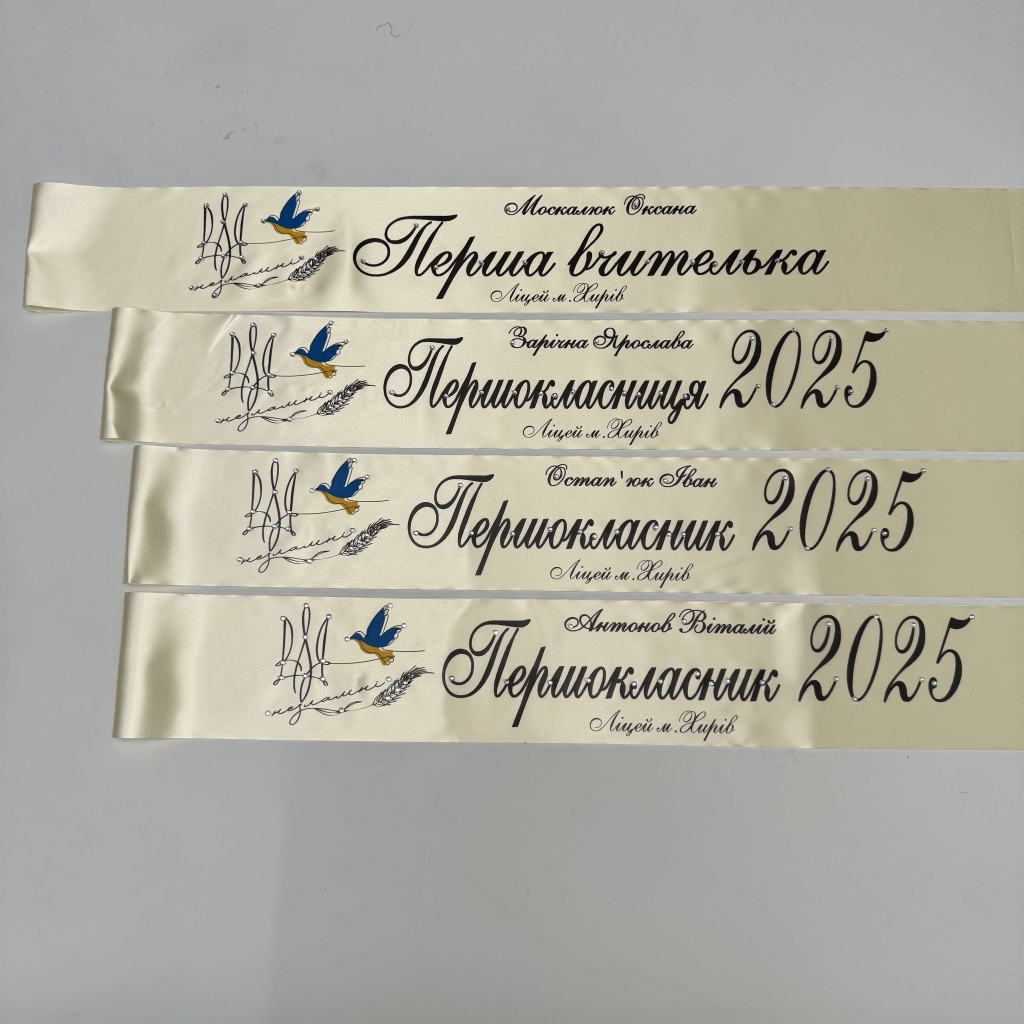 Москалюк Оксана
Перша вчителька
Ліцей м.Хирів
незламні
Зарічна Ярослава
Першокласниця 2025
Ліцей м.Хирів
незламні
Остап'юк Іван
Першокласник 2025
Ліцей м.Хирів
незламні
Антонов Віталій
Першокласник 2025
Ліцей м.Хирів
незламні